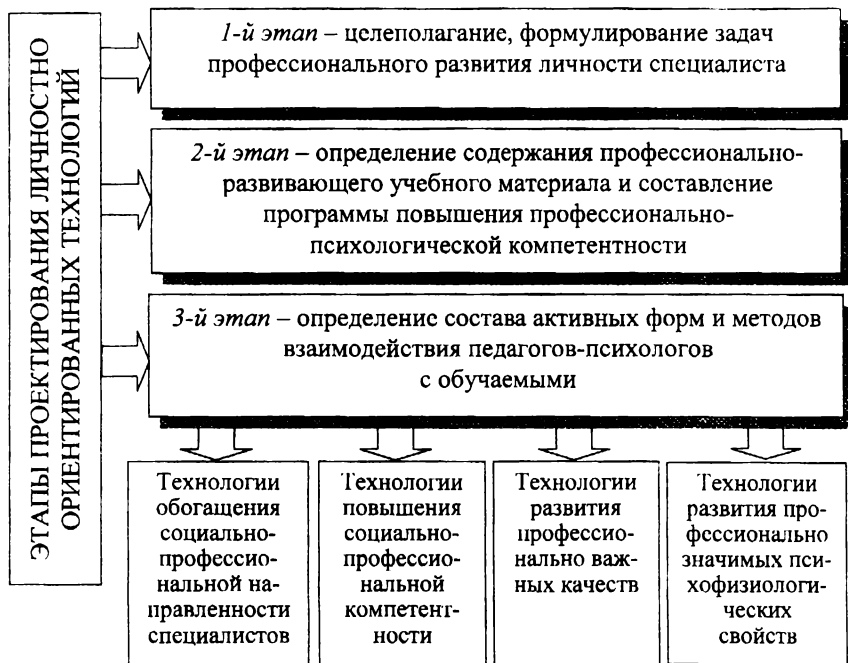 ЭТАПЫ ПРОЕКТИРОВАНИЯ ЛИЧНОСТНО
ОРИЕНТИРОВАННЫХ ТЕХНОЛОГИЙ
1-й этап – целеполагание, формулирование задач
профессионального развития личности специалиста
2-й этап – определение содержания профессионально-
развивающего учебного материала и составление
программы повышения профессионально-
психологической компетентности
3-й этап – определение состава активных форм и методов
взаимодействия педагогов-психологов
с обучаемыми
Технологии
обогащения
социально-
профессио-
нальной на-
правленности
специалистов
Технологии
повышения
социально-
профессио-
нальной
компетент-
ности
Технологии
развития
профессио-
нально важ-
ных качеств
Технологии
развития про-
фессионально
значимых пси-
хофизиологи-
ческих
свойств